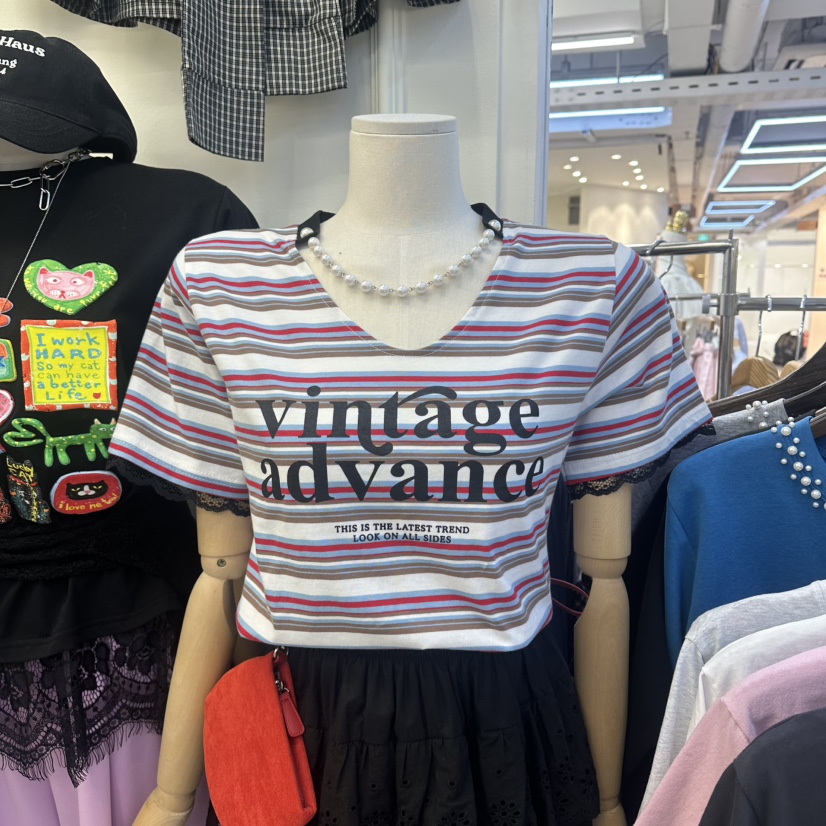 Haus
I work
HARD
So my cat
can have
a better
Life.
i love me too!
vintage
advance
THIS IS THE LATEST TREND
LOOK ON ALL SIDES